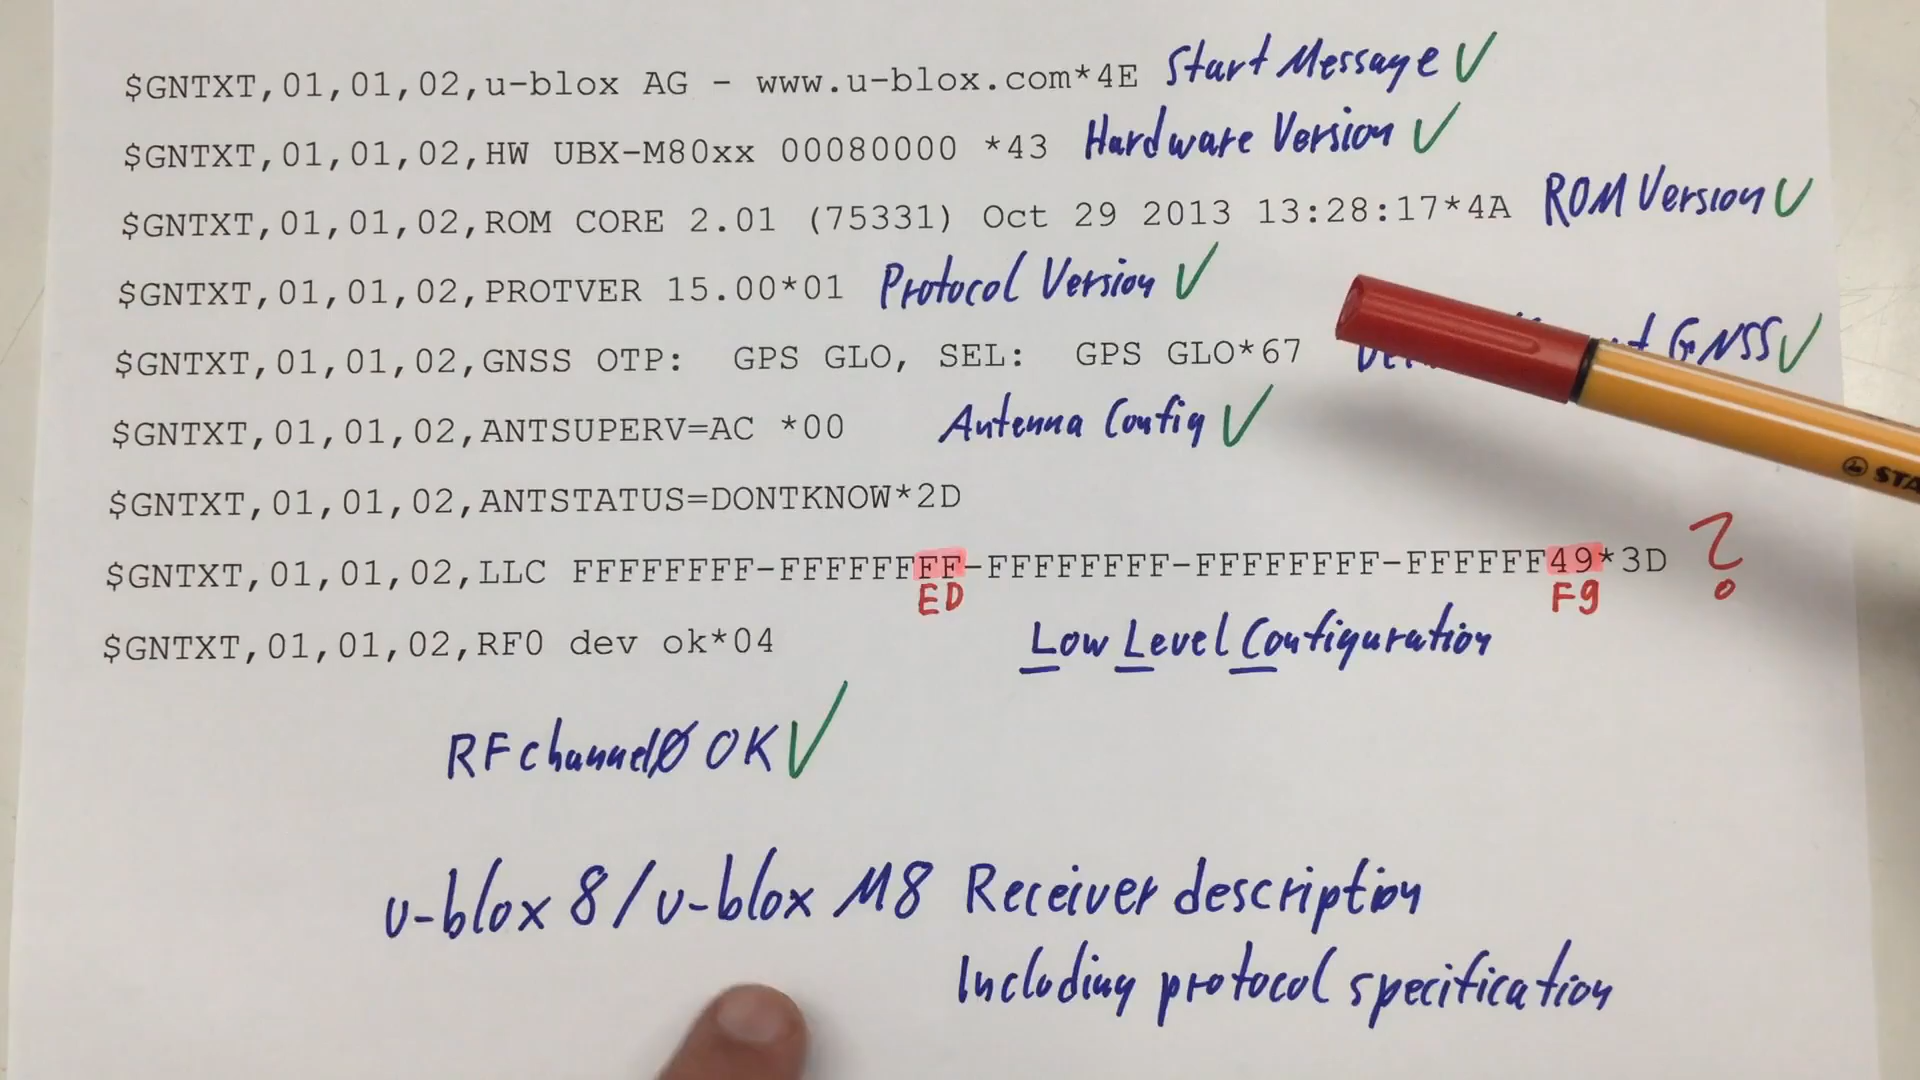 $GNTXT,01,01,02,u-blox AG - www.u-blox.com*4E Start Message ✓
$GNTXT,01,01,02,HW UBX-M80xx 00080000 *43 Hardware Version ✓
$GNTXT,01,01,02,ROM CORE 2.01 (75331) Oct 29 2013 13:28:17*4A ROM Version ✓
$GNTXT,01,01,02,PROTVER 15.00*01 Protocol Version ✓
$GNTXT,01,01,02,GNSS OTP: GPS GLO, SEL: GPS GLO*67 GNSS ✓
$GNTXT,01,01,02,ANTSUPERV=AC *00 Antenna Config ✓
$GNTXT,01,01,02,ANTSTATUS=DONTKNOW*2D
$GNTXT,01,01,02,LLC FFFFFFFF-FFFFFFFF-FFFFFFFF-FFFFFFFF-FFFFFF49*3D ?
ED F9
$GNTXT,01,01,02,RF0 dev ok*04 Low Level Configuration
RF channel0 OK ✓
u-blox 8/u-blox M8 Receiver description
Including protocol specification